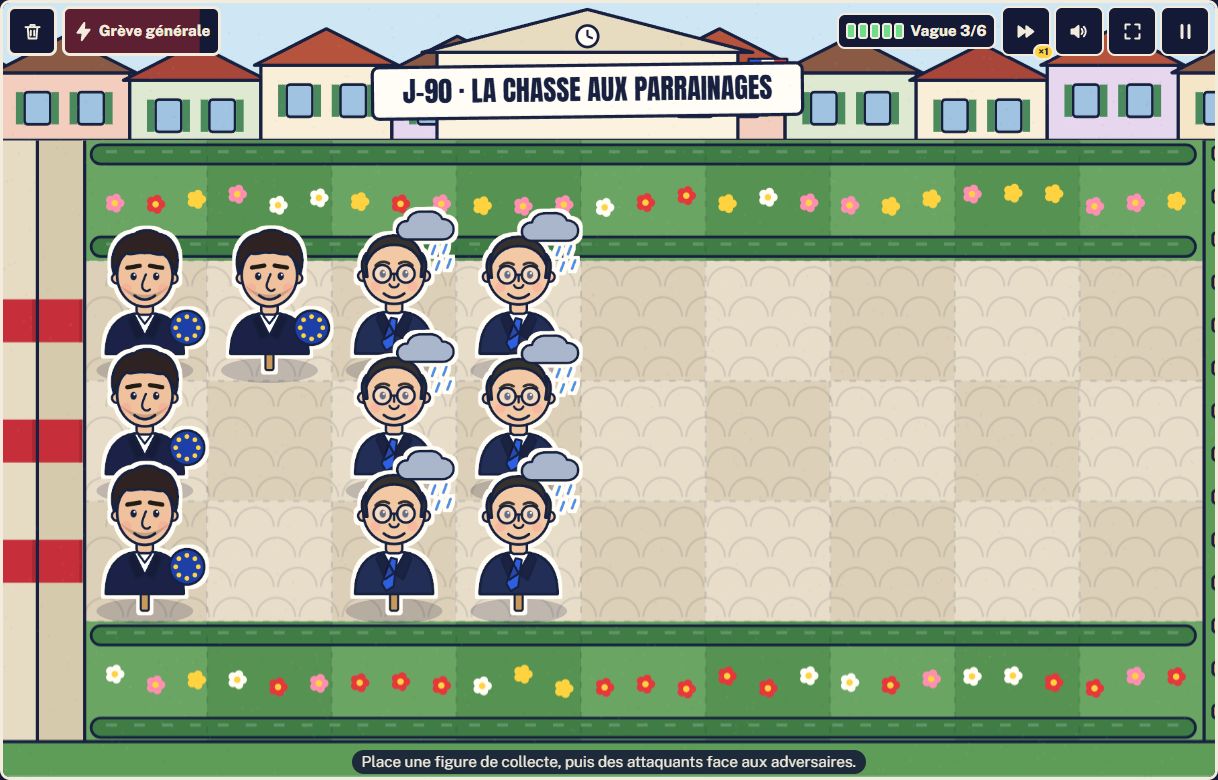 Grève générale
Vague 3/6
×1
J-90 · LA CHASSE AUX PARRAINAGES
Place une figure de collecte, puis des attaquants face aux adversaires.